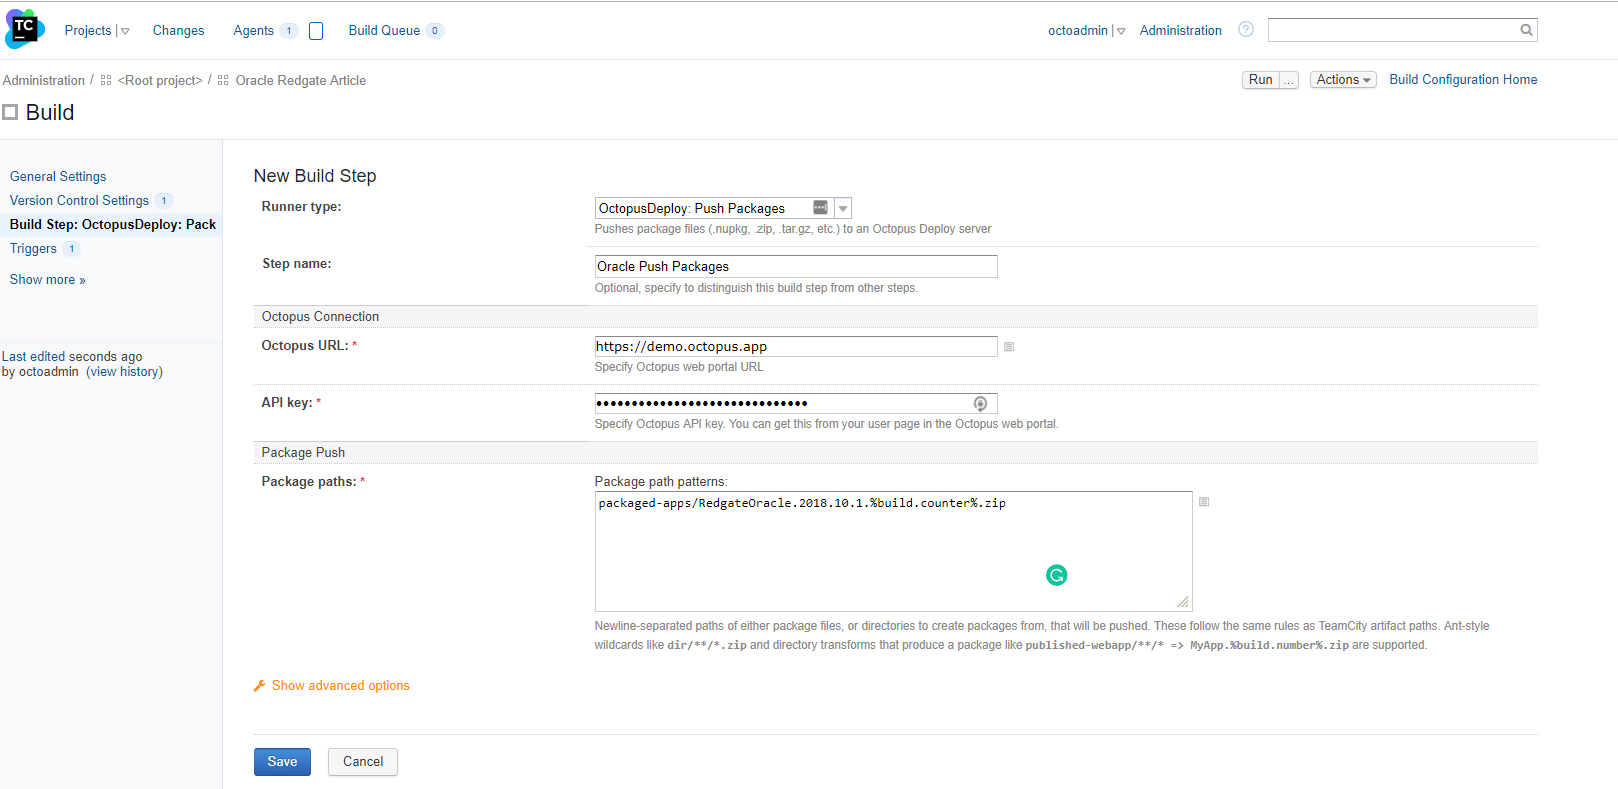 TC
Projects Changes Agents 1 Build Queue 0 octoadmin Administration ?
Administration / <Root project> / Oracle Redgate Article Run ... Actions Build Configuration Home
Build
General Settings
Version Control Settings 1
Build Step: OctopusDeploy: Pack
Triggers 1
Show more »
Last edited seconds ago
by octoadmin (view history)
New Build Step
Runner type: OctopusDeploy: Push Packages
Pushes package files (.nupkg, .zip, .tar.gz, etc.) to an Octopus Deploy server
Step name: Oracle Push Packages
Optional, specify to distinguish this build step from other steps.
Octopus Connection
Octopus URL: * https://demo.octopus.app
Specify Octopus web portal URL
API key: * ••••••••••••••••••••••••••••••
Specify Octopus API key. You can get this from your user page in the Octopus web portal.
Package Push
Package paths: * Package path patterns:
packaged-apps/RedgateOracle.2018.10.1.%build.counter%.zip
Newline-separated paths of either package files, or directories to create packages from, that will be pushed. These follow the same rules as TeamCity artifact paths. Ant-style
wildcards like dir/**/*.zip and directory transforms that produce a package like published-webapp/**/* => MyApp.%build.number%.zip are supported.
Show advanced options
Save Cancel